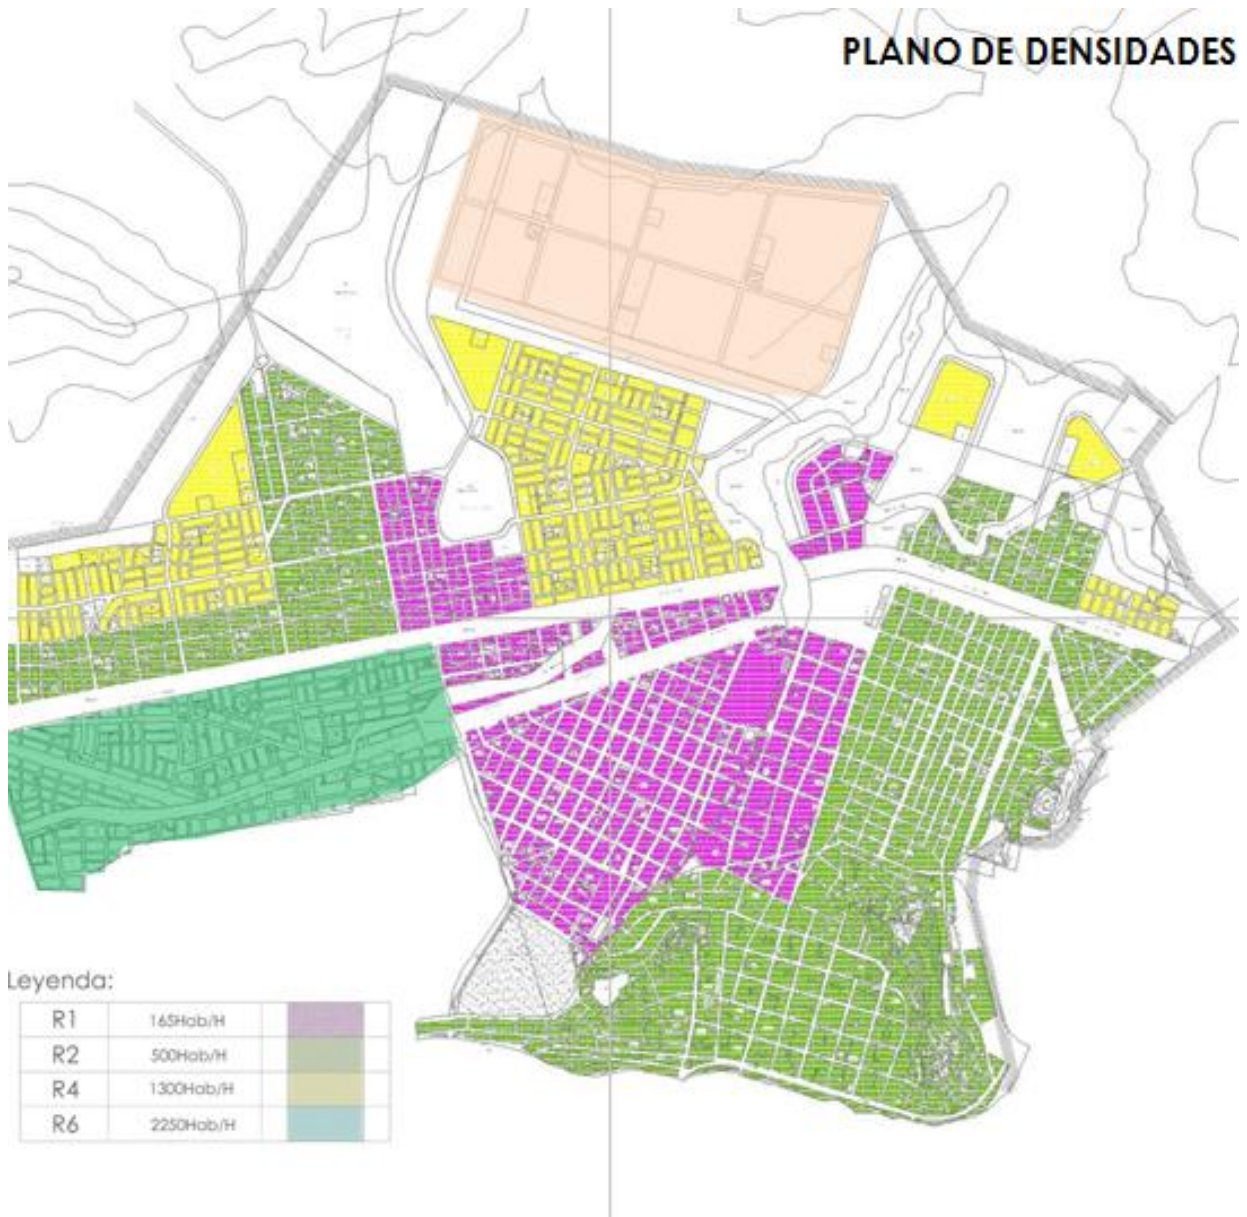 PLANO DE DENSIDADES
Leyenda:
R1 165Hab/H
R2 500Hab/H
R4 1300Hab/H
R6 2250Hab/H